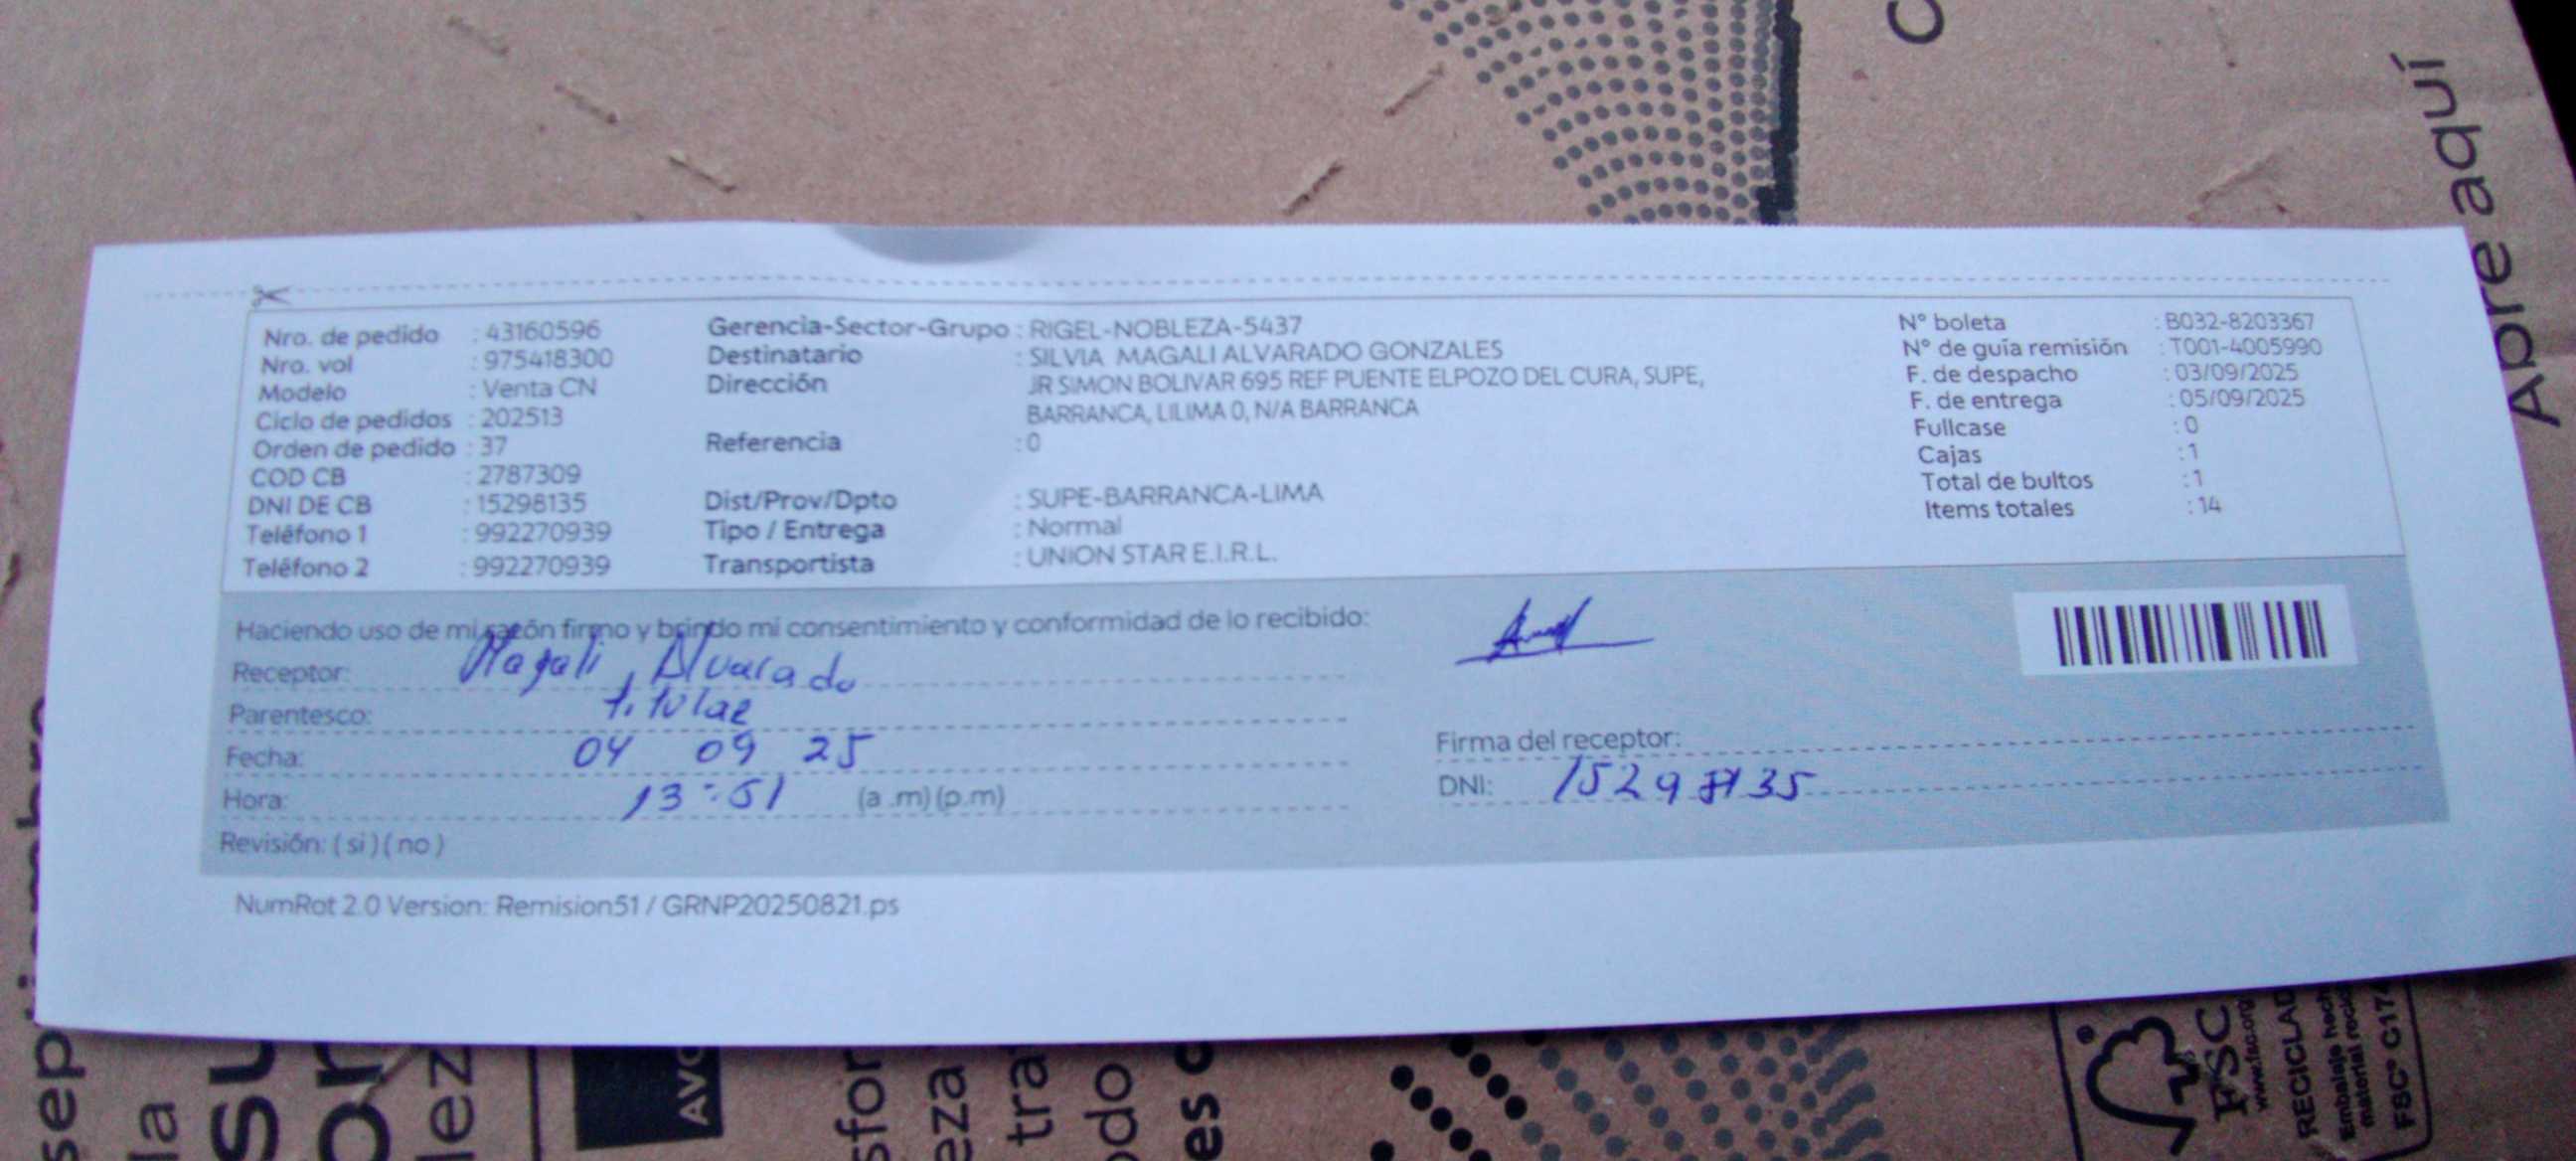 Nro. de pedido : 43160596
Nro. vol : 975418300
Modelo : Venta CN
Ciclo de pedidos : 202513
Orden de pedido : 37
COD CB : 2787309
DNI DE CB : 15298135
Teléfono 1 : 992270939
Teléfono 2 : 992270939
Gerencia-Sector-Grupo : RIGEL-NOBLEZA-5437
Destinatario : SILVIA MAGALI ALVARADO GONZALES
Dirección JR SIMON BOLIVAR 695 REF PUENTE ELPOZO DEL CURA, SUPE,
BARRANCA, LILIMA 0, N/A BARRANCA
Referencia : 0
Dist/Prov/Dpto : SUPE-BARRANCA-LIMA
Tipo / Entrega : Normal
Transportista : UNION STAR E.I.R.L.
N° boleta : B032-8203367
N° de guía remisión : T001-4005990
F. de despacho : 03/09/2025
F. de entrega : 05/09/2025
Fullcase : 0
Cajas : 1
Total de bultos : 1
Items totales : 14
Haciendo uso de mi razón firmo y brindo mi consentimiento y conformidad de lo recibido:
Receptor: Magali Alvarado
Parentesco: titular
Fecha: 04 09 25
Hora: 13:51 (a.m) (p.m)
Revisión: ( si ) ( no )
Firma del receptor:
DNI: 15298135
NumRot 2.0 Version: Remision51 / GRNP20250821.ps
Abre aquí
FSC
www.fsc.org